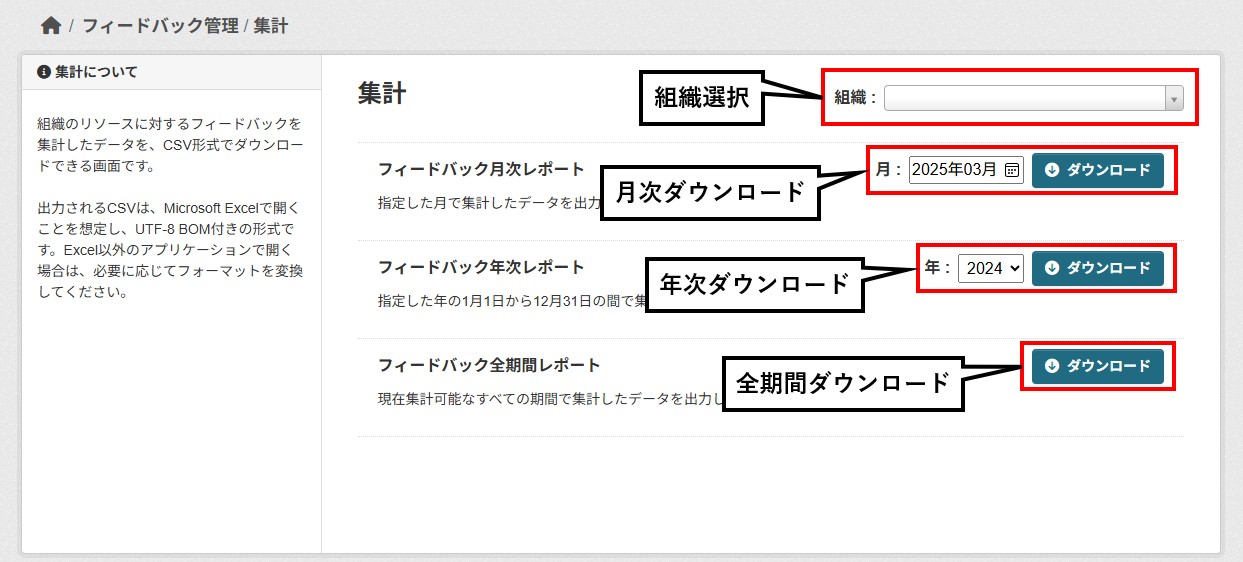 / フィードバック管理 / 集計
集計について
組織のリソースに対するフィードバックを
集計したデータを、CSV形式でダウンロー
ドできる画面です。
出力されるCSVは、Microsoft Excelで開く
ことを想定し、UTF-8 BOM付きの形式で
す。Excel以外のアプリケーションで開く
場合は、必要に応じてフォーマットを変換
してください。
集計
組織選択
組織：
フィードバック月次レポート
月次ダウンロード
月： 2025年03月 ダウンロード
指定した月で集計したデータを出力
フィードバック年次レポート
年次ダウンロード
年： 2024 ダウンロード
指定した年の1月1日から12月31日の間で集
フィードバック全期間レポート
全期間ダウンロード
ダウンロード
現在集計可能なすべての期間で集計したデータを出力し